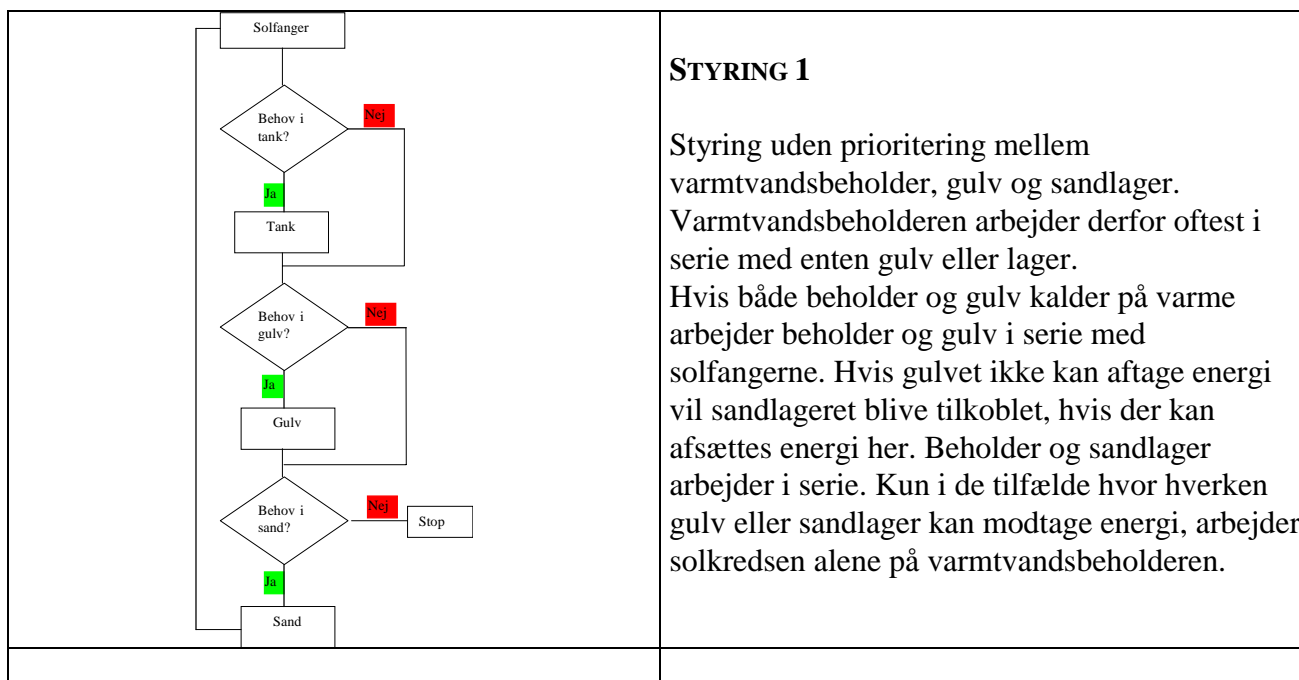 Solfanger
Behov i
tank?
Nej
Ja
Tank
Behov i
gulv?
Nej
Ja
Gulv
Behov i
sand?
Nej
Stop
Ja
Sand
STYRING 1
Styring uden prioritering mellem
varmtvandsbeholder, gulv og sandlager.
Varmtvandsbeholderen arbejder derfor oftest i
serie med enten gulv eller lager.
Hvis både beholder og gulv kalder på varme
arbejder beholder og gulv i serie med
solfangerne. Hvis gulvet ikke kan aftage energi
vil sandlageret blive tilkoblet, hvis der kan
afsættes energi her. Beholder og sandlager
arbejder i serie. Kun i de tilfælde hvor hverken
gulv eller sandlager kan modtage energi, arbejder
solkredsen alene på varmtvandsbeholderen.